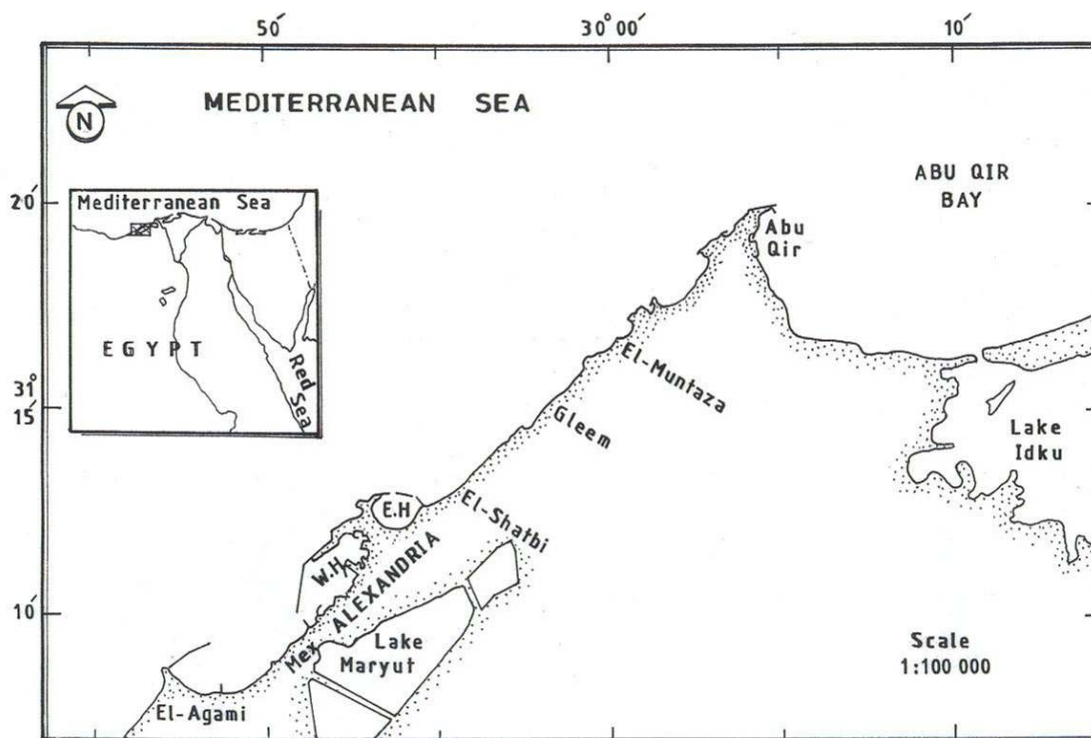 50′ 30° 00′ 10′
MEDITERRANEAN SEA
N
ABU QIR
BAY
20′
Mediterranean Sea
Abu
Qir
EGYPT
Red
Sea
El-Muntaza
31°
15′
Gleem
Lake
Idku
E.H
El-Shatbi
W.H
ALEXANDRIA
10′
Mex
Lake
Maryut
Scale
1:100 000
El-Agami